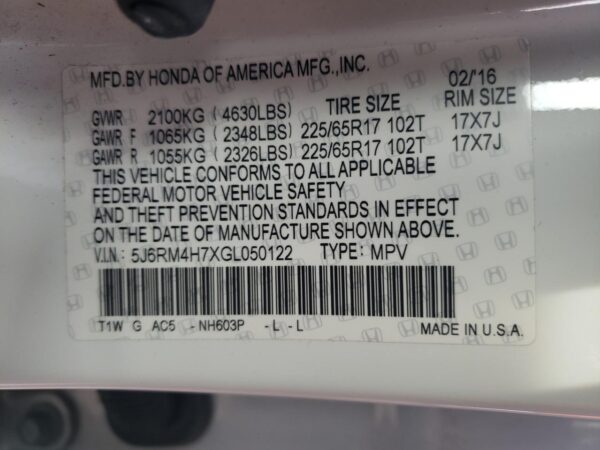 MFD.BY HONDA OF AMERICA MFG.,INC. 02/'16
GVWR 2100KG ( 4630LBS) TIRE SIZE RIM SIZE
GAWR F 1065KG ( 2348LBS) 225/65R17 102T 17X7J
GAWR R 1055KG ( 2326LBS) 225/65R17 102T 17X7J
THIS VEHICLE CONFORMS TO ALL APPLICABLE
FEDERAL MOTOR VEHICLE SAFETY
AND THEFT PREVENTION STANDARDS IN EFFECT
ON THE DATE OF MANUFACTURE SHOWN ABOVE.
V.I.N.: 5J6RM4H7XGL050122 TYPE: MPV
T1W G AC5 - NH603P - L - L MADE IN U.S.A.